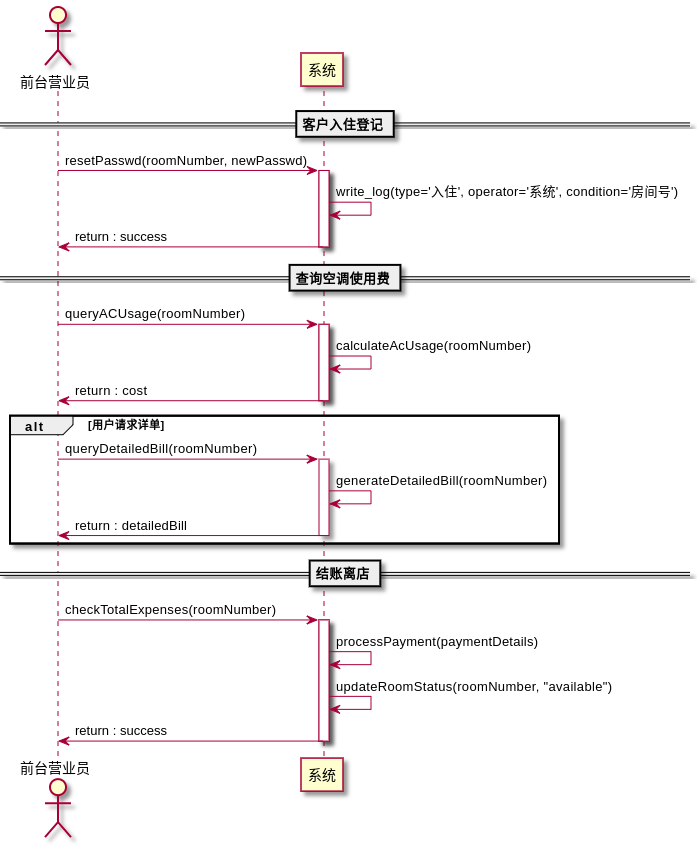 前台营业员
系统
客户入住登记
resetPasswd(roomNumber, newPasswd)
write_log(type='入住', operator='系统', condition='房间号')
return : success
查询空调使用费
queryACUsage(roomNumber)
calculateAcUsage(roomNumber)
return : cost
alt [用户请求详单]
queryDetailedBill(roomNumber)
generateDetailedBill(roomNumber)
return : detailedBill
结账离店
checkTotalExpenses(roomNumber)
processPayment(paymentDetails)
updateRoomStatus(roomNumber, "available")
return : success
前台营业员
系统